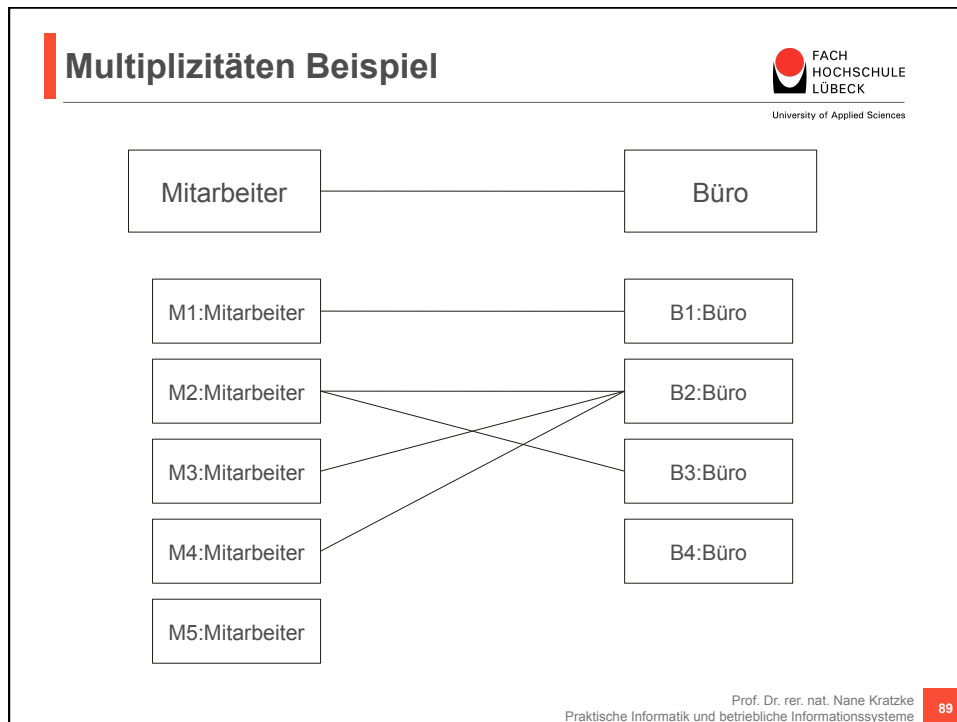 Multiplizitäten Beispiel
FACH
HOCHSCHULE
LÜBECK
University of Applied Sciences
Mitarbeiter
Büro
M1:Mitarbeiter
B1:Büro
M2:Mitarbeiter
B2:Büro
M3:Mitarbeiter
B3:Büro
M4:Mitarbeiter
B4:Büro
M5:Mitarbeiter
Prof. Dr. rer. nat. Nane Kratzke
Praktische Informatik und betriebliche Informationssysteme
89